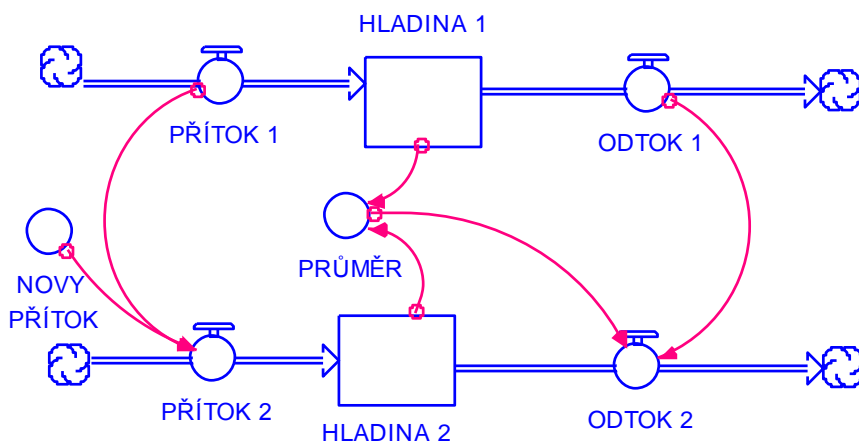 HLADINA 1
PŘÍTOK 1
ODTOK 1
PRŮMĚR
NOVY
PŘÍTOK
PŘÍTOK 2
HLADINA 2
ODTOK 2